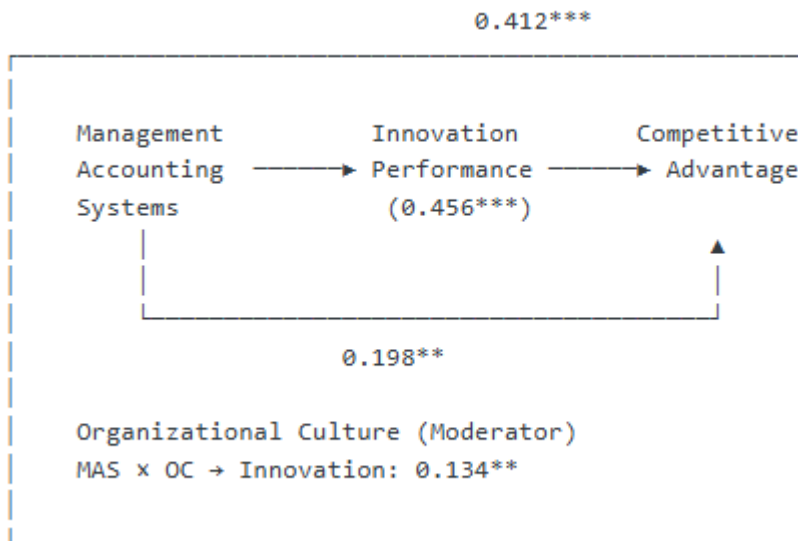 0.412***
Management Innovation Competitive
Accounting Performance Advantage
Systems (0.456***)
0.198**
Organizational Culture (Moderator)
MAS × OC → Innovation: 0.134**